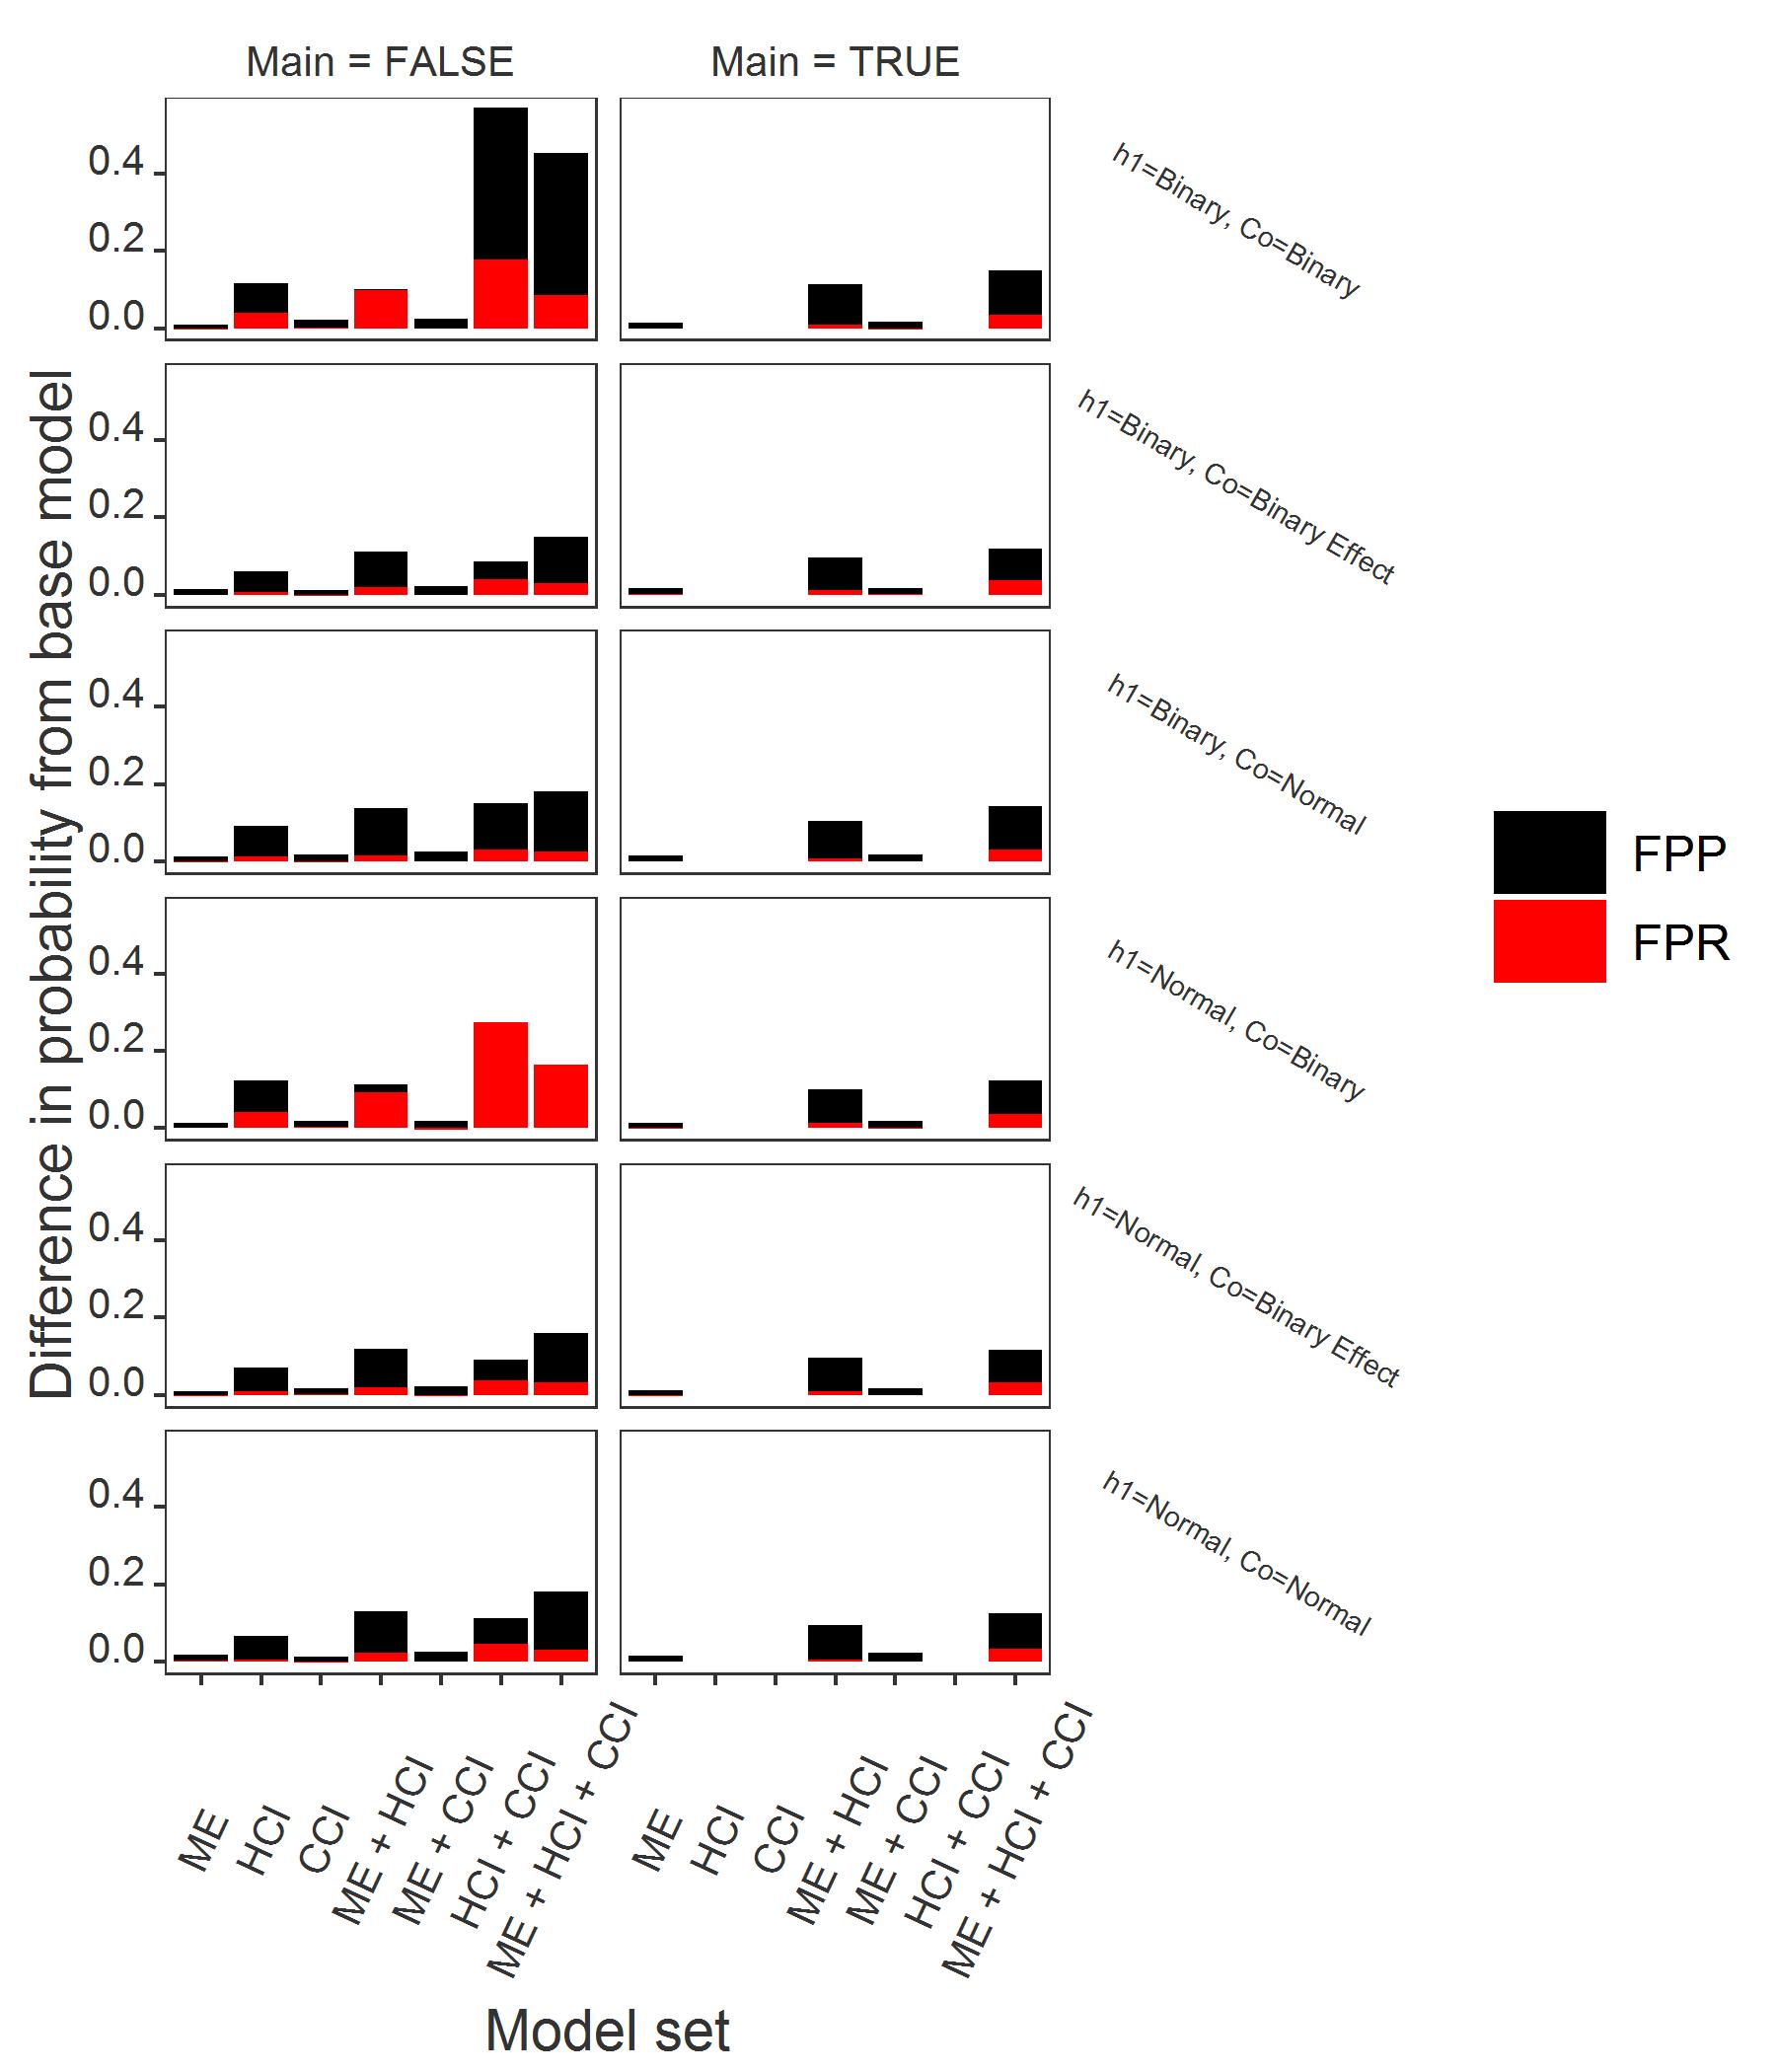 Main = FALSE
Main = TRUE
Difference in probability from base model
0.4
0.2
0.0
h1=Binary, Co=Binary
0.4
0.2
0.0
h1=Binary, Co=Binary Effect
0.4
0.2
0.0
h1=Binary, Co=Normal
0.4
0.2
0.0
h1=Normal, Co=Binary
0.4
0.2
0.0
h1=Normal, Co=Binary Effect
0.4
0.2
0.0
h1=Normal, Co=Normal
FPP
FPR
ME
HCI
CCI
ME + HCI
ME + CCI
HCI + CCI
ME + HCI + CCI
ME
HCI
CCI
ME + HCI
ME + CCI
HCI + CCI
ME + HCI + CCI
Model set